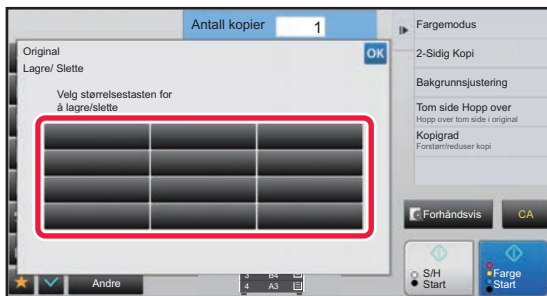 Antall kopier
1
Original
OK
Lagre/ Slette
Velg størrelsestasten for
å lagre/slette
Andre
3 B4
4 A3
Fargemodus
2-Sidig Kopi
Bakgrunnsjustering
Tom side Hopp over
Hopp over tom side i original
Kopigrad
Forstørr/reduser kopi
Forhåndsvis
CA
S/H
Start
Farge
Start